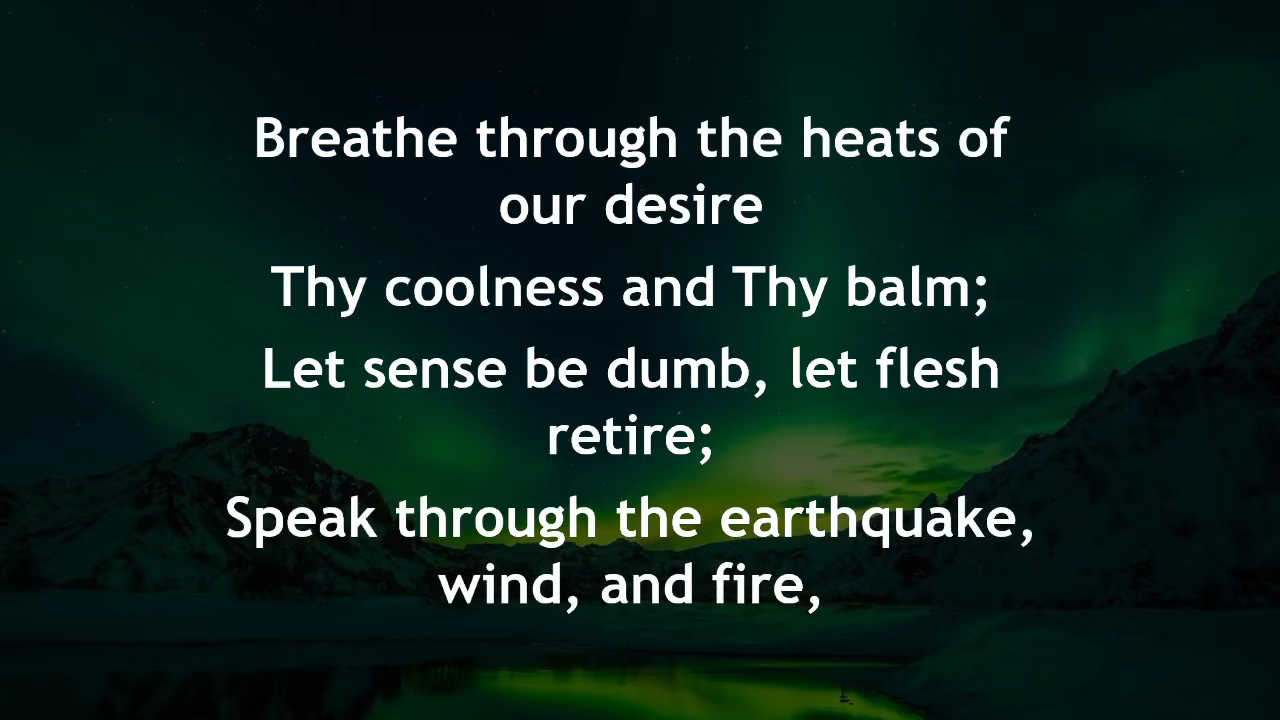 Breathe through the heats of
our desire
Thy coolness and Thy balm;
Let sense be dumb, let flesh
retire;
Speak through the earthquake,
wind, and fire,